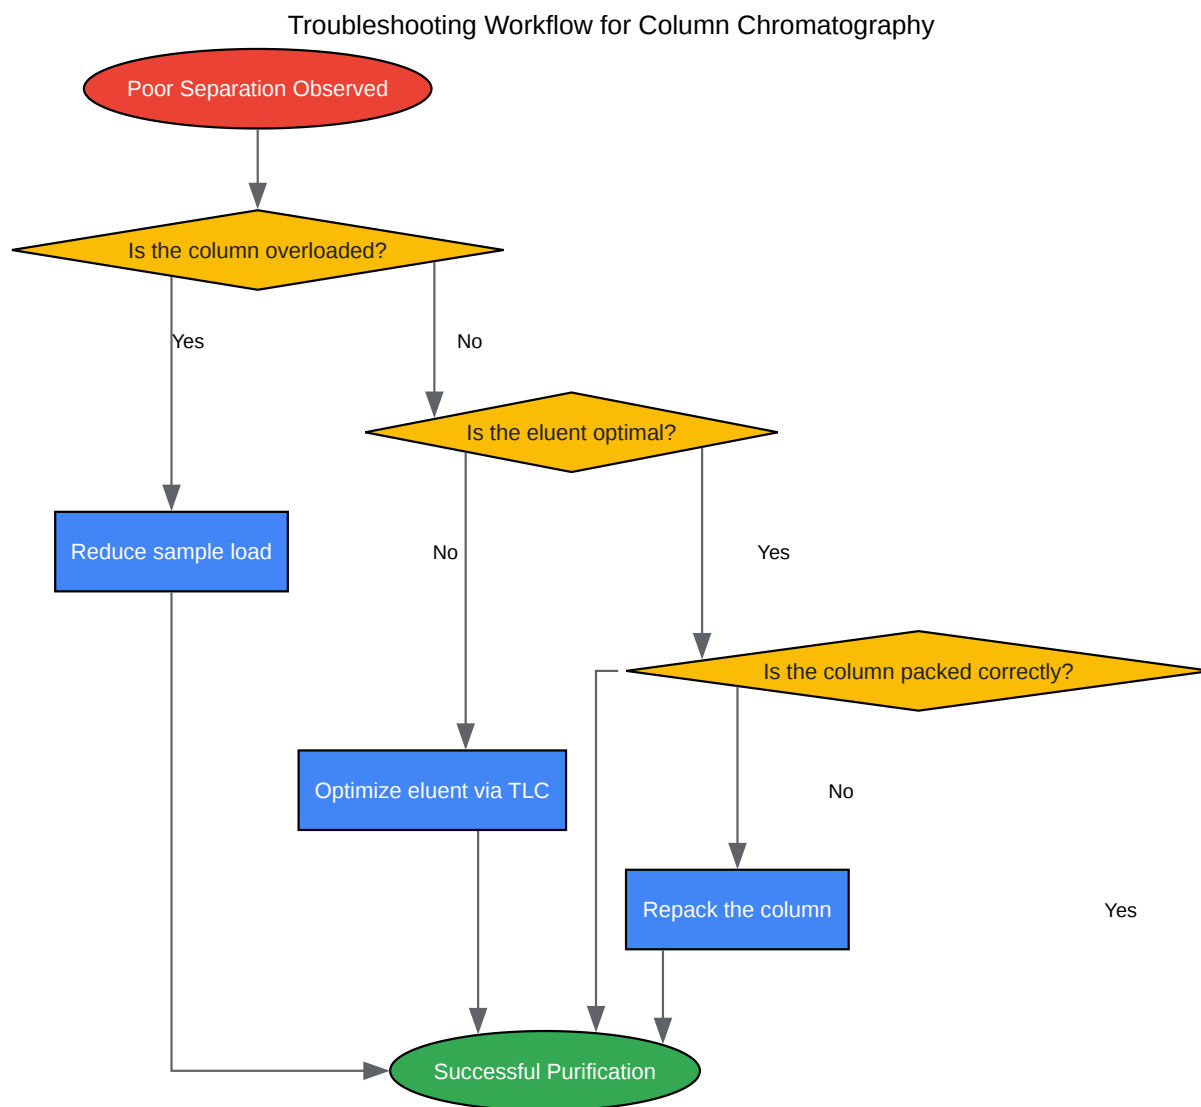 Troubleshooting Workflow for Column Chromatography
Poor Separation Observed
Is the column overloaded?
Yes
No
Is the eluent optimal?
Reduce sample load
No
Yes
Is the column packed correctly?
Optimize eluent via TLC
No
Repack the column
Yes
Successful Purification